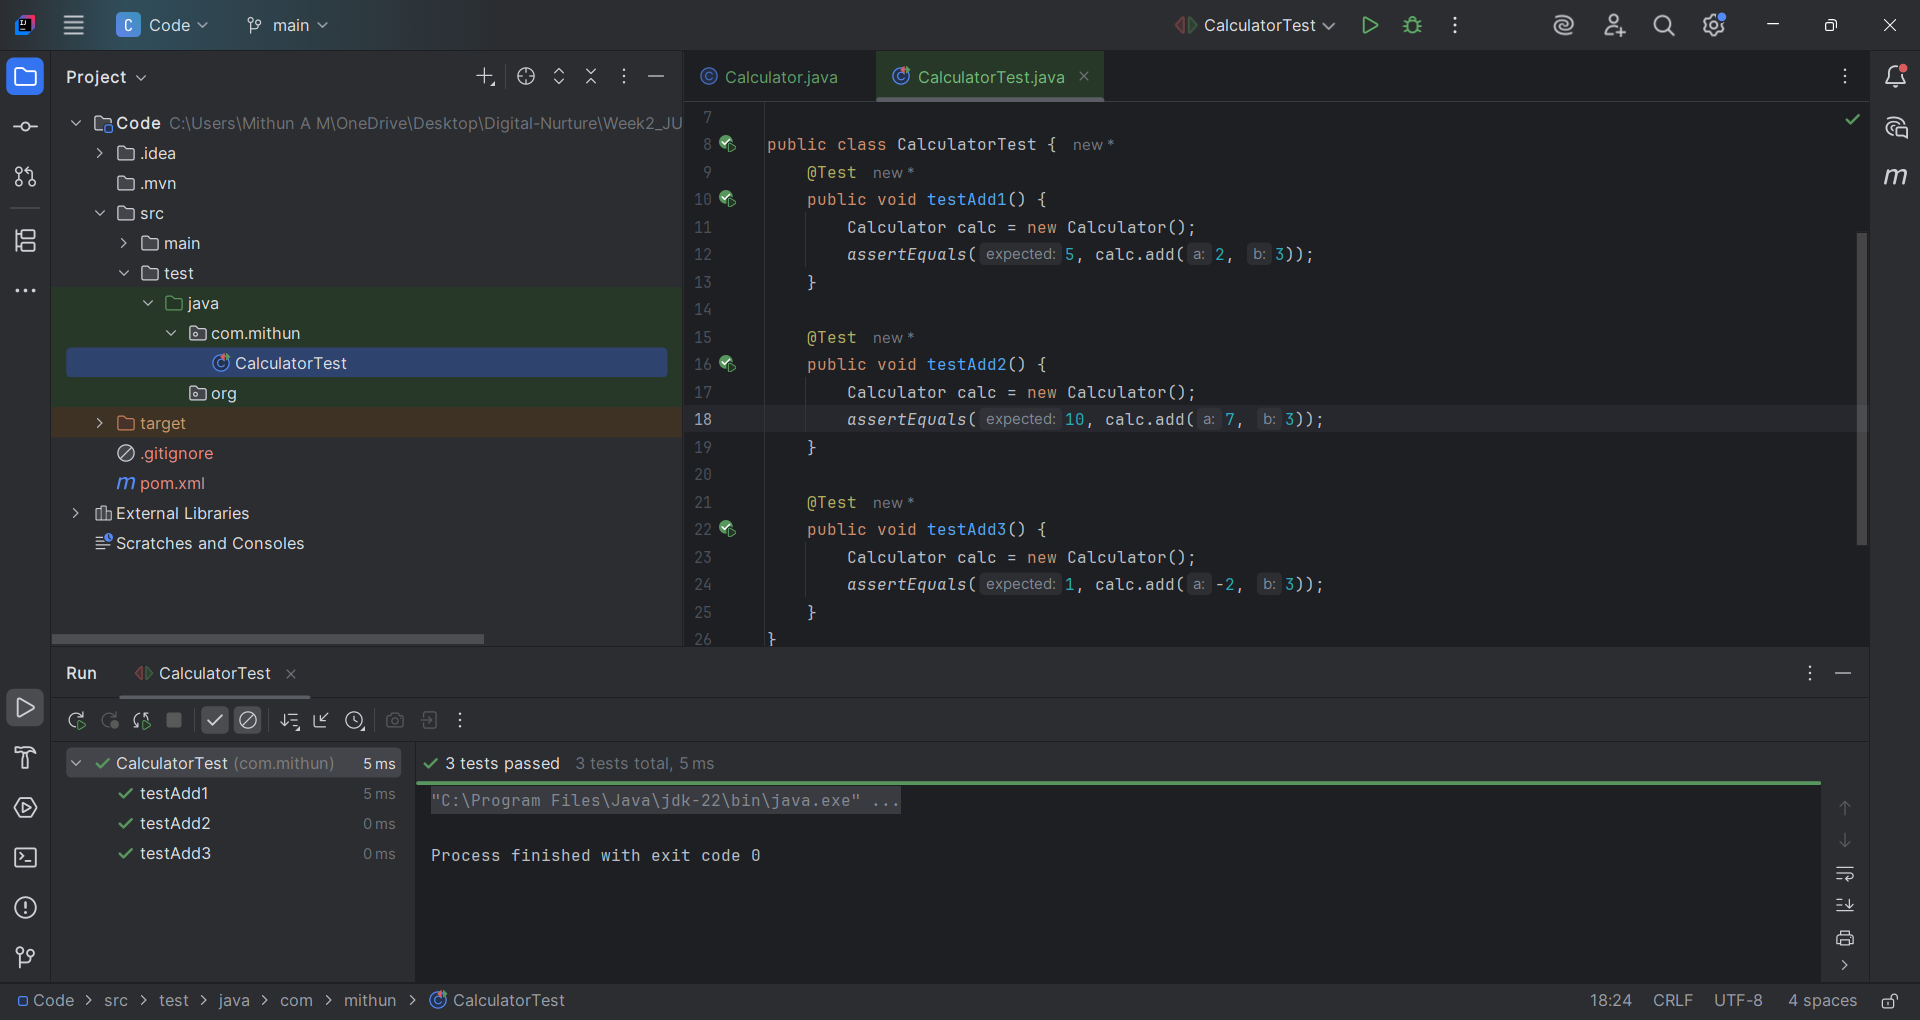 C Code main CalculatorTest
Project
Calculator.java CalculatorTest.java
Code C:\Users\Mithun A M\OneDrive\Desktop\Digital-Nurture\Week2_JU
.idea
.mvn
src
main
test
java
com.mithun
CalculatorTest
org
target
.gitignore
m pom.xml
External Libraries
Scratches and Consoles
7
8 public class CalculatorTest { new *
9 @Test new *
10 public void testAdd1() {
11 Calculator calc = new Calculator();
12 assertEquals( expected: 5, calc.add( a: 2, b: 3));
13 }
14
15 @Test new *
16 public void testAdd2() {
17 Calculator calc = new Calculator();
18 assertEquals( expected: 10, calc.add( a: 7, b: 3));
19 }
20
21 @Test new *
22 public void testAdd3() {
23 Calculator calc = new Calculator();
24 assertEquals( expected: 1, calc.add( a: -2, b: 3));
25 }
26 }
m
Run CalculatorTest
CalculatorTest (com.mithun) 5 ms
testAdd1 5 ms
testAdd2 0 ms
testAdd3 0 ms
3 tests passed 3 tests total, 5 ms
"C:\Program Files\Java\jdk-22\bin\java.exe" ...
Process finished with exit code 0
Code > src > test > java > com > mithun > CalculatorTest
18:24 CRLF UTF-8 4 spaces